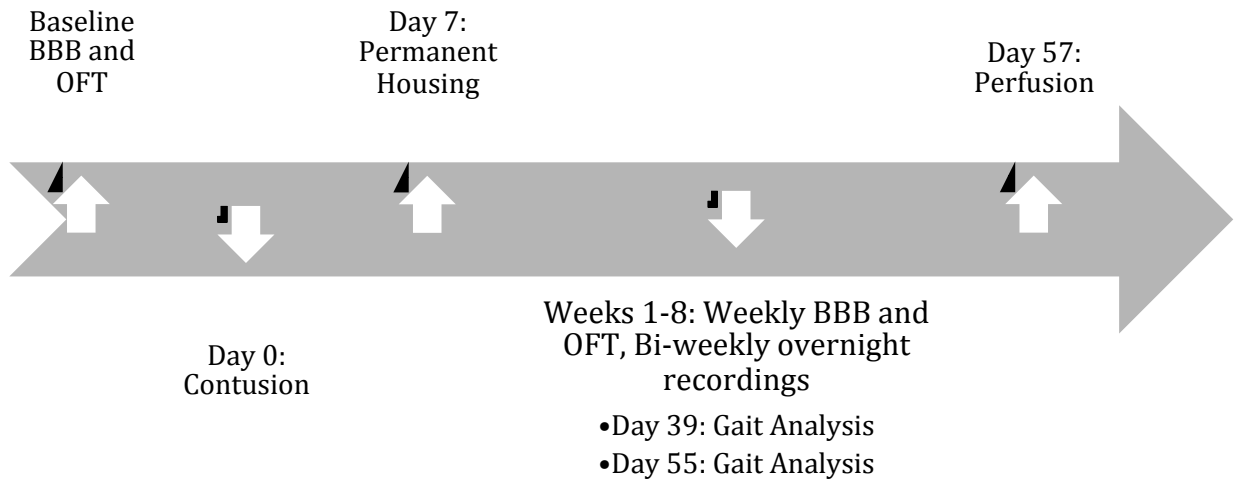 Baseline
BBB and
OFT
Day 7:
Permanent
Housing
Day 57:
Perfusion
Day 0:
Contusion
Weeks 1-8: Weekly BBB and
OFT, Bi-weekly overnight
recordings
•Day 39: Gait Analysis
•Day 55: Gait Analysis